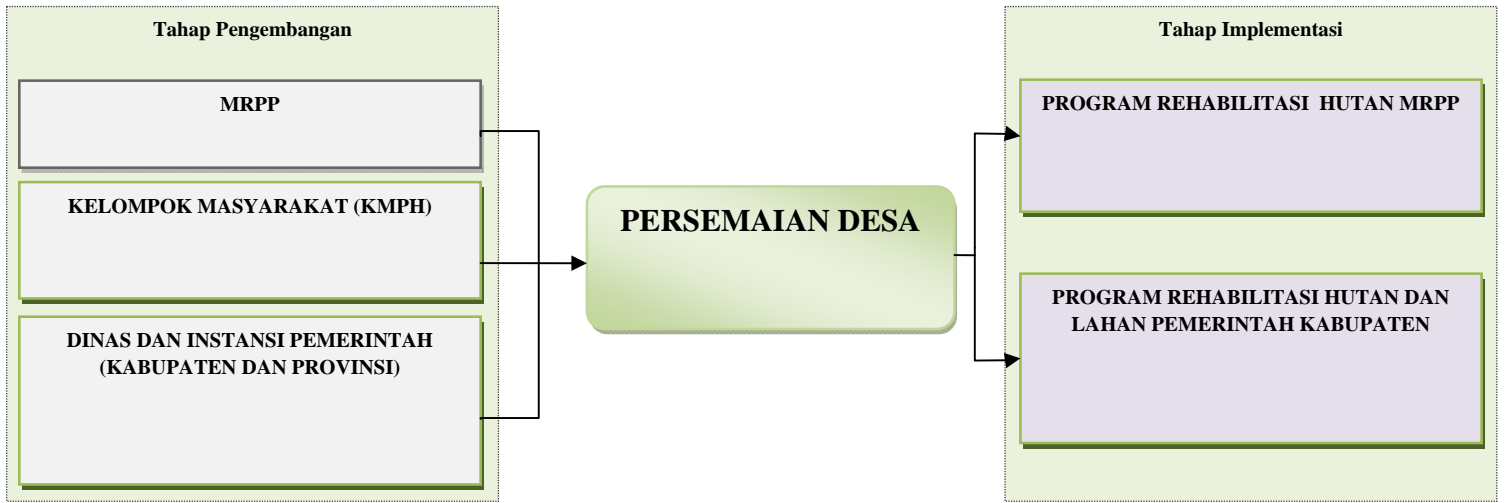 Tahap Pengembangan
MRPP
KELOMPOK MASYARAKAT (KMPH)
DINAS DAN INSTANSI PEMERINTAH
(KABUPATEN DAN PROVINSI)
PERSEMAIAN DESA
Tahap Implementasi
PROGRAM REHABILITASI HUTAN MRPP
PROGRAM REHABILITASI HUTAN DAN
LAHAN PEMERINTAH KABUPATEN